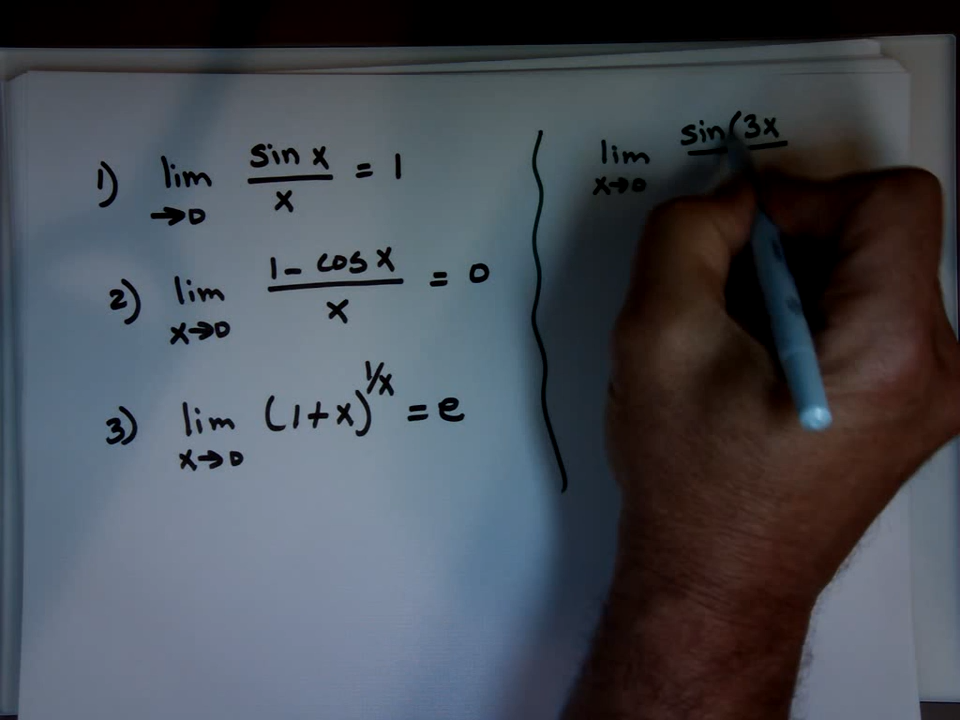 1) lim sin x / x = 1
→0
2) lim 1 - cos x / x = 0
x→0
3) lim (1+x)^1/x = e
x→0
lim sin(3x
x→0